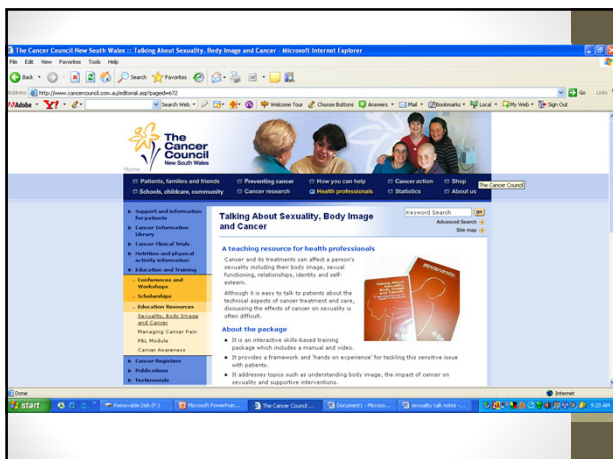 The Cancer Council New South Wales :: Talking About Sexuality, Body Image and Cancer - Microsoft Internet Explorer
File Edit View Favorites Tools Help
Back Search Favorites
Address http://www.cancercouncil.com.au/editorial.asp?pageid=672 Go Links
Adobe Y! Search Web Welcome Tour Choose Buttons Answers Mail Bookmarks Local My Web Sign Out
The
Cancer
Council
New South Wales
Home
Patients, families and friends Preventing cancer How you can help Cancer action Shop
Schools, childcare, community Cancer research Health professionals Statistics About us
The Cancer Council
Support and information
for patients
Cancer Information
Library
Cancer Clinical Trials
Nutrition and physical
activity information
Education and Training
Conferences and
Workshops
Scholarships
Education Resources
Sexuality, Body Image
and Cancer
Managing Cancer Pain
PBL Module
Cancer Awareness
Cancer Registers
Publications
Testimonials
Talking About Sexuality, Body Image
and Cancer
Keyword Search go
Advanced Search
Site map
A teaching resource for health professionals
Cancer and its treatments can affect a person's
sexuality including their body image, sexual
functioning, relationships, identity and self-
esteem.
Although it is easy to talk to patients about the
technical aspects of cancer treatment and care,
discussing the effects of cancer on sexuality is
often difficult.
About the package
It is an interactive skills-based training
package which includes a manual and video.
It provides a framework and 'hands on experience' for tackling this sensitive issue
with patients.
It addresses topics such as understanding body image, the impact of cancer on
sexuality and supportive interventions.
Done Internet
start Removable Disk (F:) Microsoft PowerPoin... The Cancer Council ... Document1 - Micros... sexuality talk notes -... 9:20 AM